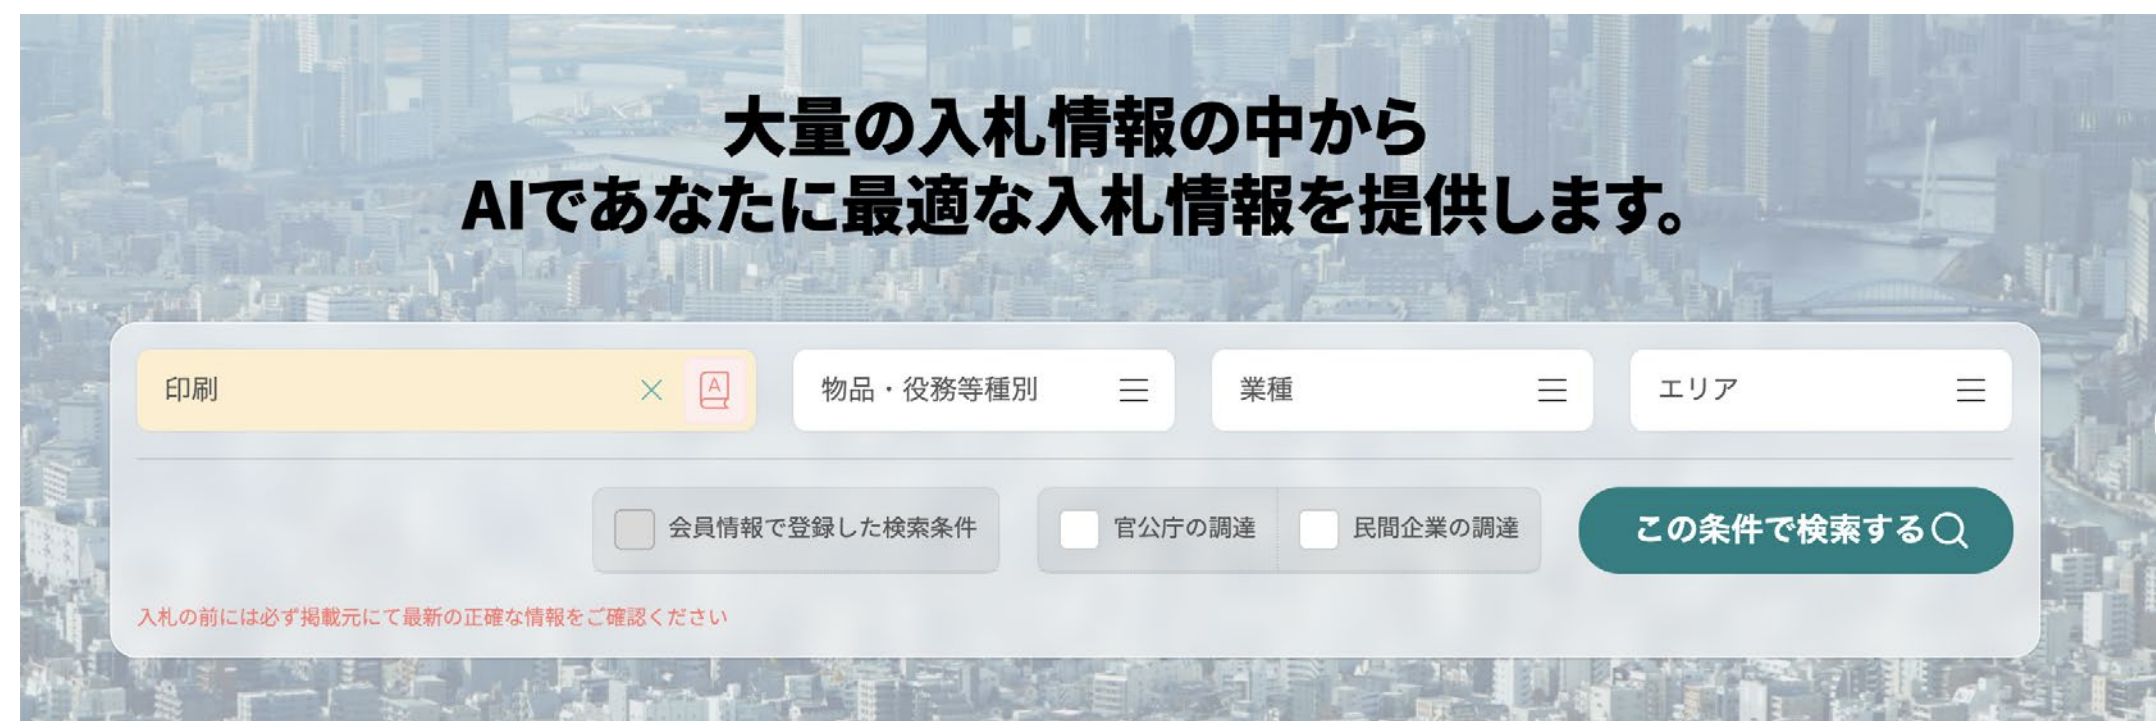 大量の入札情報の中から
AIであなたに最適な入札情報を提供します。
印刷
物品・役務等種別
業種
エリア
会員情報で登録した検索条件
官公庁の調達
民間企業の調達
この条件で検索する
入札の前には必ず掲載元にて最新の正確な情報をご確認ください